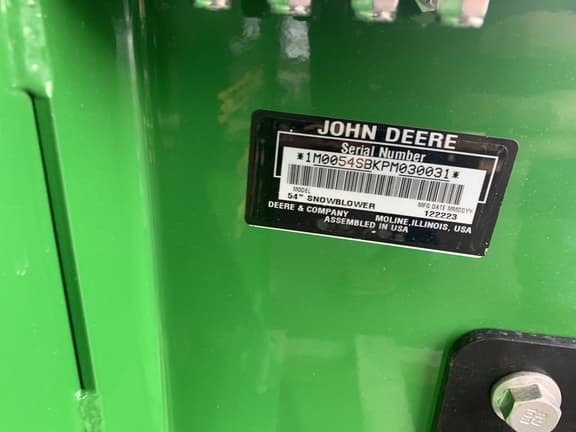 JOHN DEERE
Serial Number
*1M0054SBKPM030031*
MODEL MFG DATE MMDDYY
54" SNOWBLOWER 122223
DEERE & COMPANY MOLINE, ILLINOIS, USA
ASSEMBLED IN USA